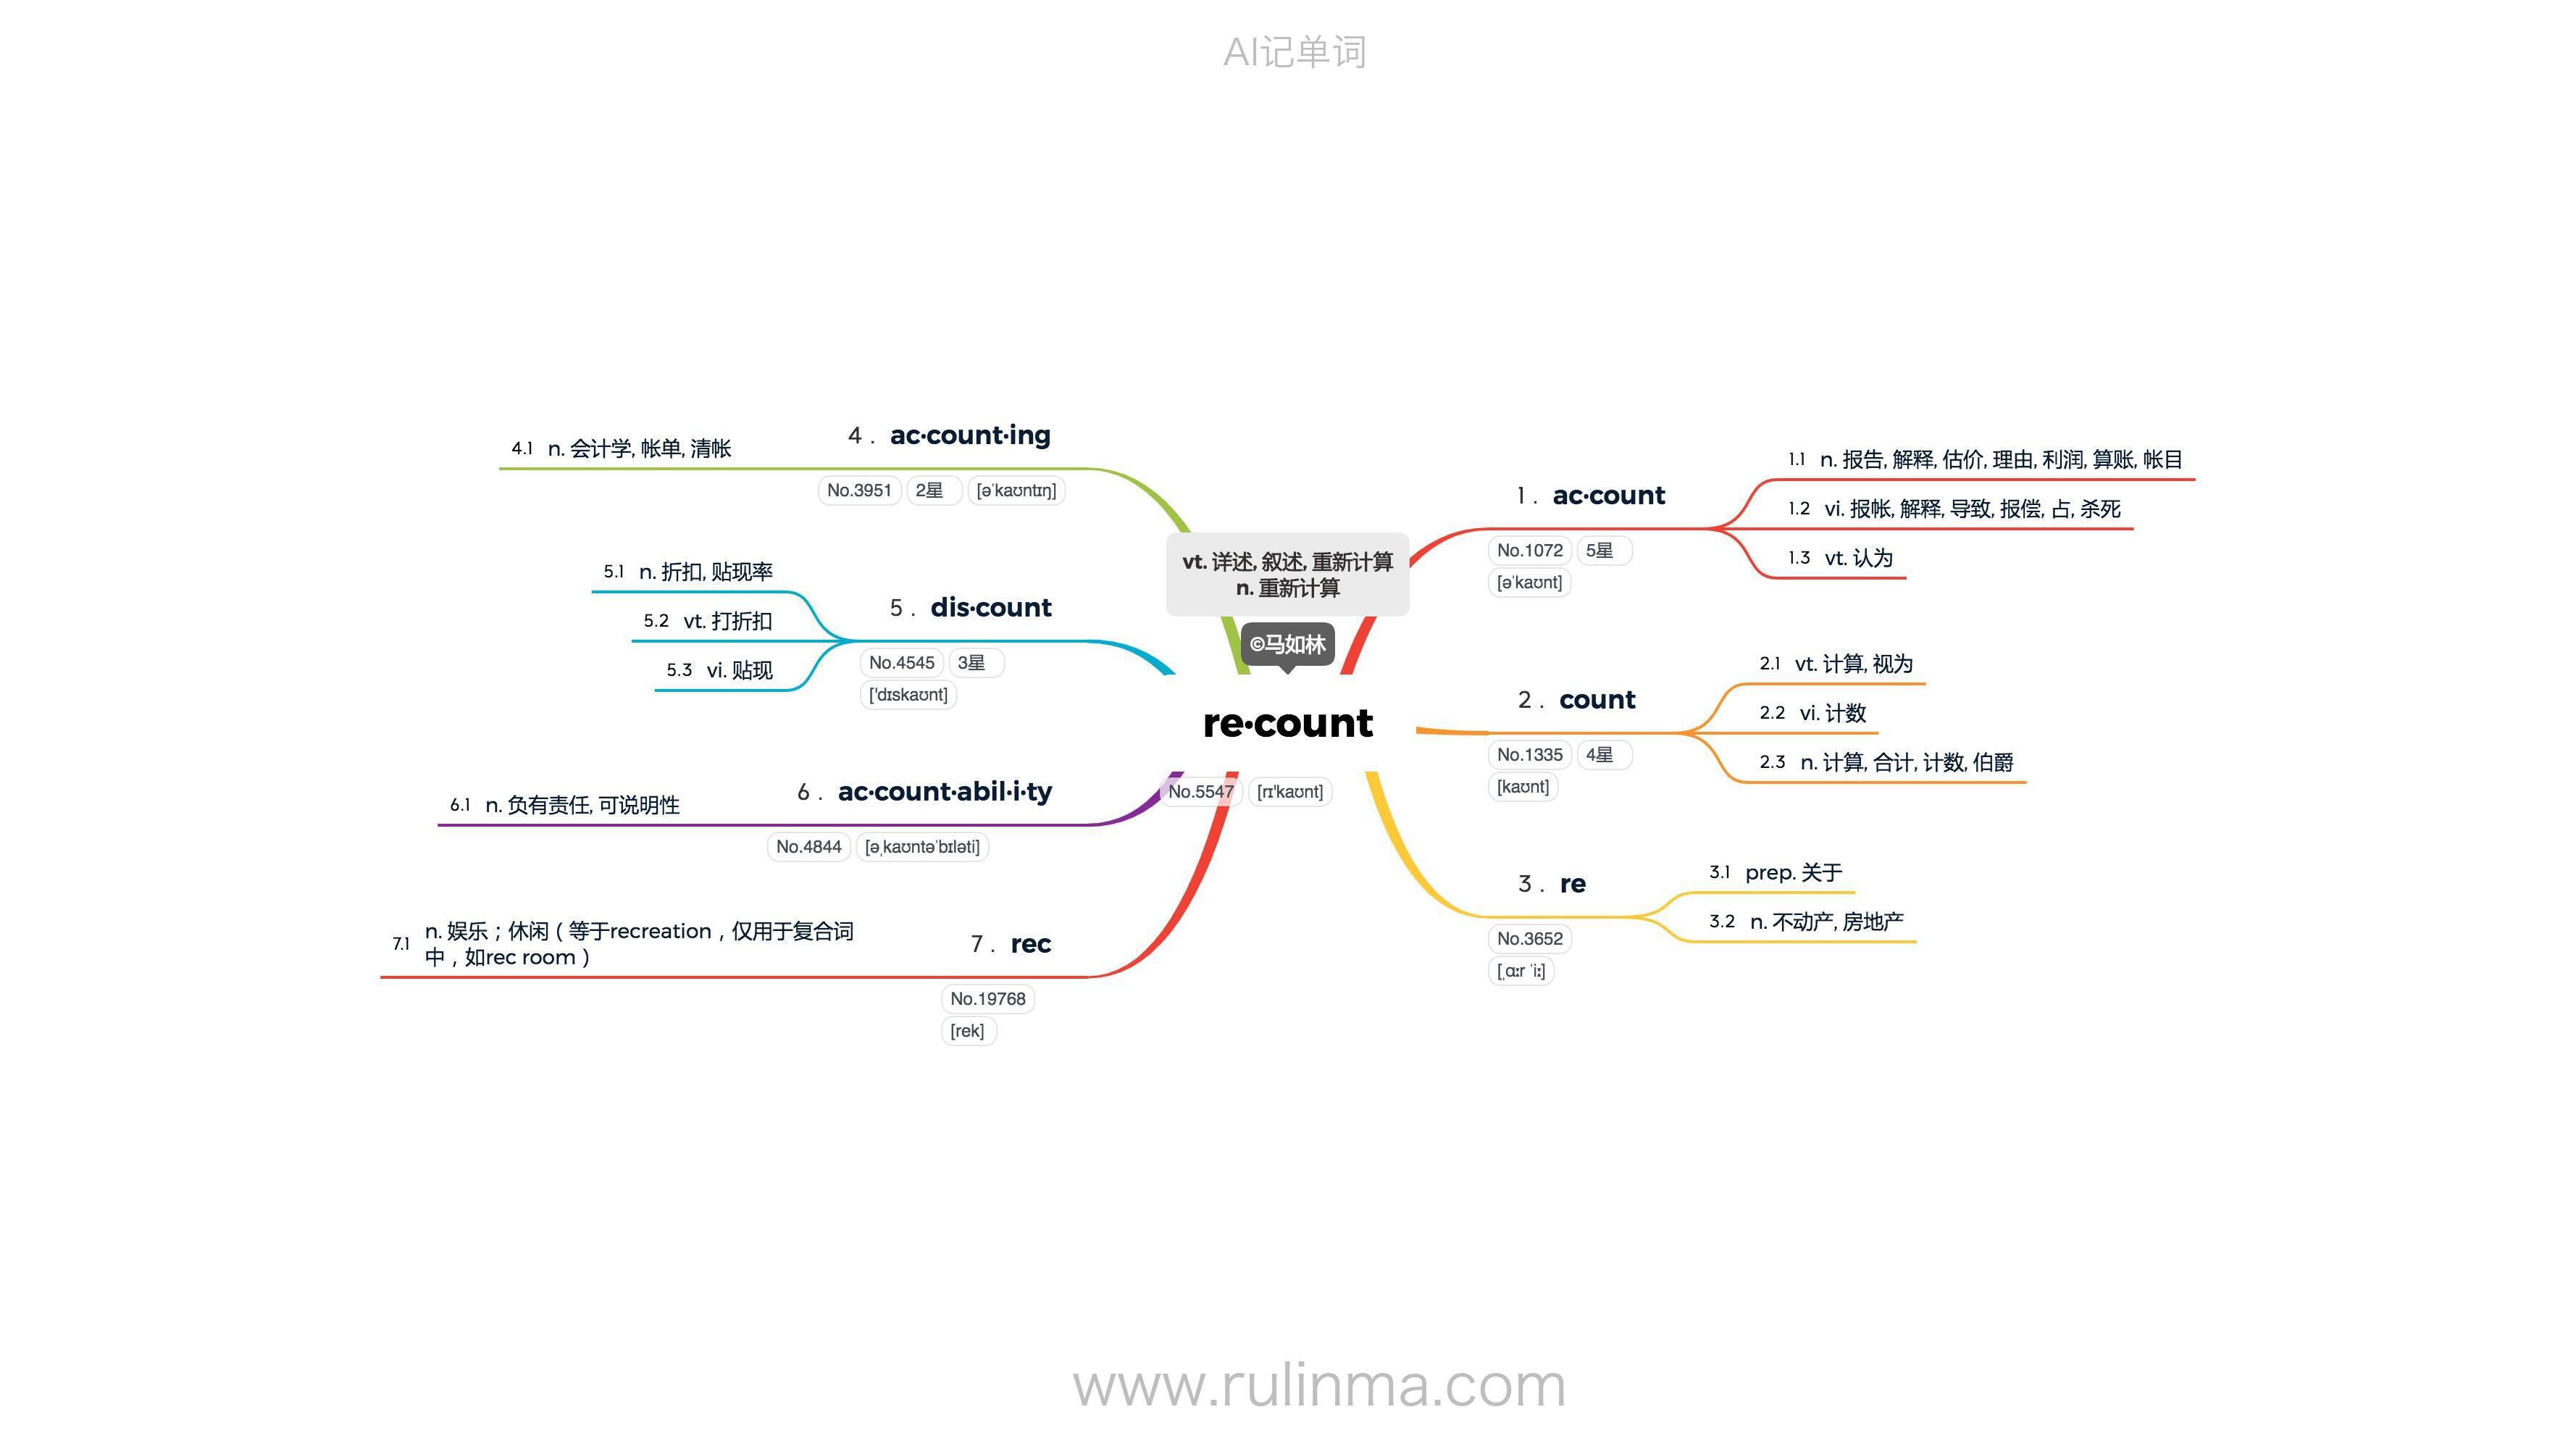 AI记单词
vt. 详述, 叙述, 重新计算
n. 重新计算
©马如林
re·count
No.5547 [rɪ'kaʊnt]
1 . ac·count
No.1072 5星
[əˈkaʊnt]
1.1 n. 报告, 解释, 估价, 理由, 利润, 算账, 帐目
1.2 vi. 报帐, 解释, 导致, 报偿, 占, 杀死
1.3 vt. 认为
2 . count
No.1335 4星
[kaʊnt]
2.1 vt. 计算, 视为
2.2 vi. 计数
2.3 n. 计算, 合计, 计数, 伯爵
3 . re
No.3652
[ˌɑːr ˈiː]
3.1 prep. 关于
3.2 n. 不动产, 房地产
4 . ac·count·ing
No.3951 2星 [əˈkaʊntɪŋ]
4.1 n. 会计学, 帐单, 清帐
5 . dis·count
No.4545 3星
['dɪskaʊnt]
5.1 n. 折扣, 贴现率
5.2 vt. 打折扣
5.3 vi. 贴现
6 . ac·count·abil·i·ty
No.4844 [əˌkaʊntəˈbɪləti]
6.1 n. 负有责任, 可说明性
7 . rec
No.19768
[rek]
7.1 n. 娱乐；休闲（等于recreation，仅用于复合词
中，如rec room）
www.rulinma.com